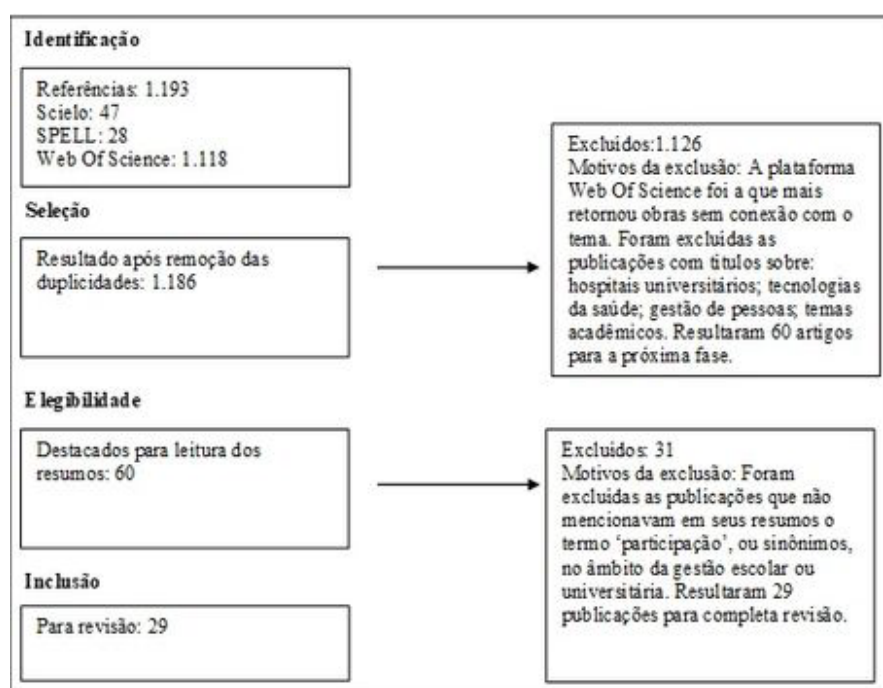 Identificação
Referências: 1.193
Scielo: 47
SPELL: 28
Web Of Science: 1.118
Seleção
Resultado após remoção das
duplicidades: 1.186
Excluidos:1.126
Motivos da exclusão: A plataforma
Web Of Science foi a que mais
retornou obras sem conexão com o
tema. Foram excluidas as
publicações com titulos sobre:
hospitais universitários; tecnologias
da saúde; gestão de pessoas; temas
acadêmicos. Resultaram 60 artigos
para a próxima fase.
Elegibilidade
Destacados para leitura dos
resumos: 60
Excluidos: 31
Motivos da exclusão: Foram
excluidas as publicações que não
mencionavam em seus resumos o
termo ‘participação’, ou sinônimos,
no âmbito da gestão escolar ou
universitária. Resultaram 29
publicações para completa revisão.
Inclusão
Para revisão: 29